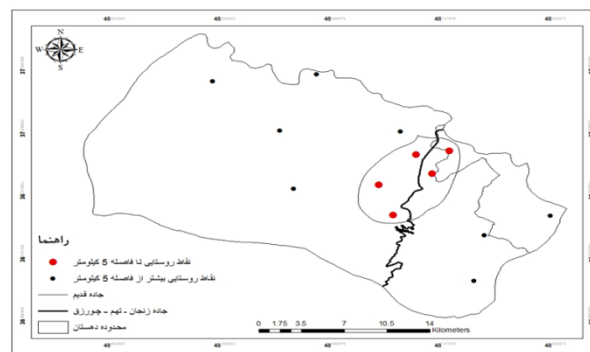 N
W E
S
راهنما
نقاط روستایی تا فاصله 5 کیلومتر
نقاط روستایی بیشتر از فاصله 5 کیلومتر
جاده قدیم
جاده زنجان - تهم - چورزق
محدوده دهستان
0 1.75 3.5 7 10.5 14
Kilometers